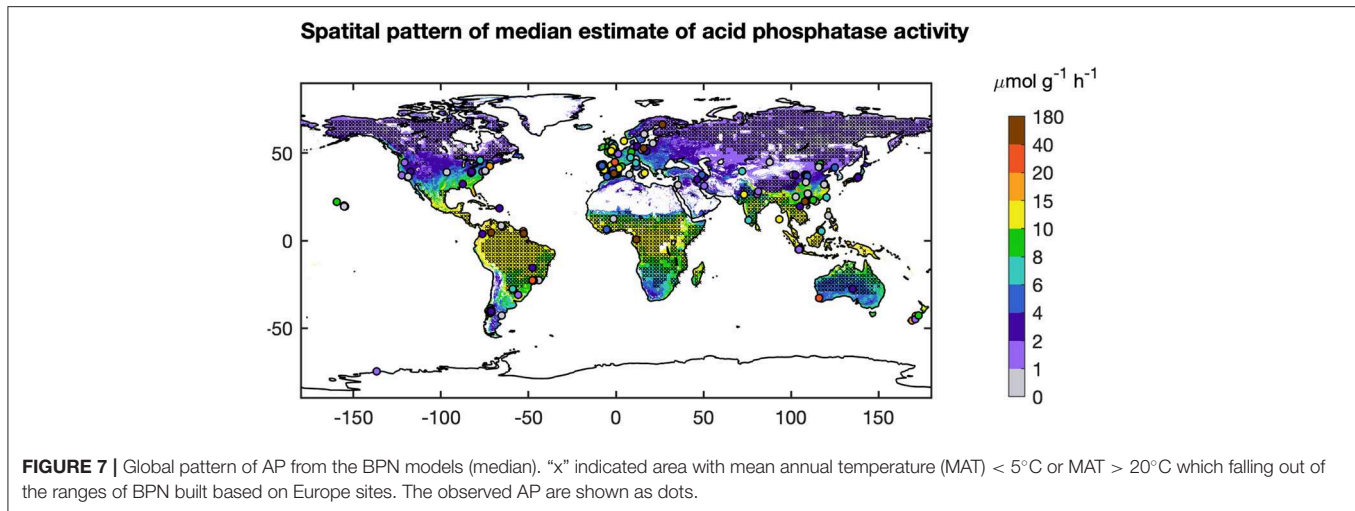 Spatital pattern of median estimate of acid phosphatase activity
μmol g⁻¹ h⁻¹
180
40
20
15
10
8
6
4
2
1
0
50
0
-50
-150 -100 -50 0 50 100 150
FIGURE 7 | Global pattern of AP from the BPN models (median). “x” indicated area with mean annual temperature (MAT) < 5°C or MAT > 20°C which falling out of
the ranges of BPN built based on Europe sites. The observed AP are shown as dots.